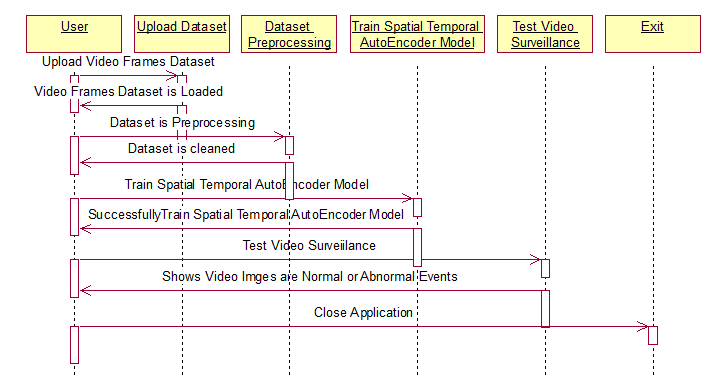 User
Upload Dataset
Dataset
Preprocessing
Train Spatial Temporal
AutoEncoder Model
Test Video
Surveillance
Exit
Upload Video Frames Dataset
Video Frames Dataset is Loaded
Dataset is Preprocessing
Dataset is cleaned
Train Spatial Temporal AutoEncoder Model
SuccessfullyTrain Spatial Temporal AutoEncoder Model
Test Video Surveiilance
Shows Video Imges are Normal or Abnormal Events
Close Application